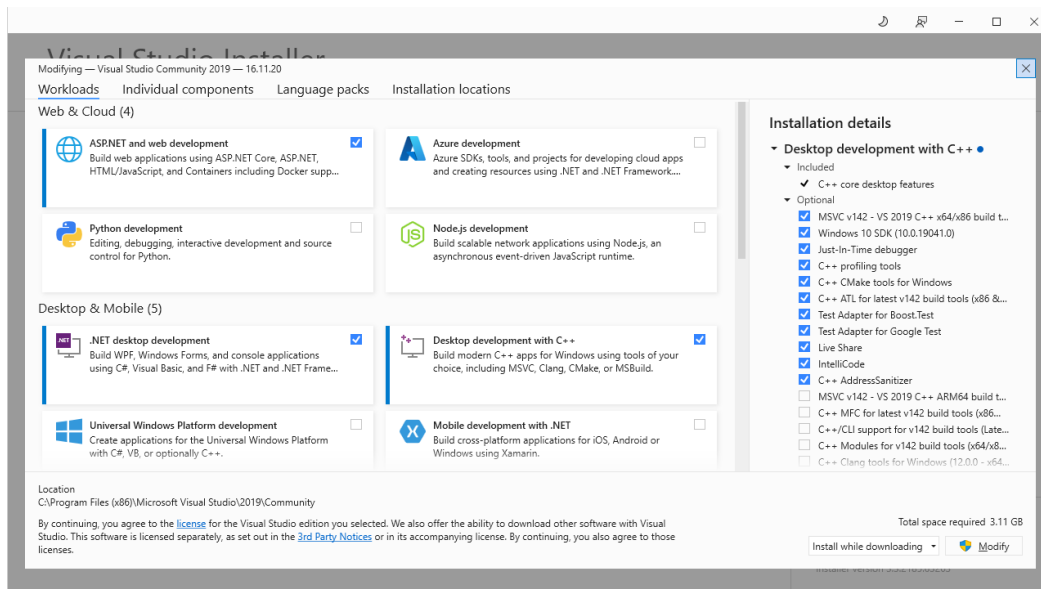 Visual Studio Installer
Modifying — Visual Studio Community 2019 — 16.11.20
Workloads Individual components Language packs Installation locations
Web & Cloud (4)
ASP.NET and web development
Build web applications using ASP.NET Core, ASP.NET,
HTML/JavaScript, and Containers including Docker supp...
Azure development
Azure SDKs, tools, and projects for developing cloud apps
and creating resources using .NET and .NET Framework....
Python development
Editing, debugging, interactive development and source
control for Python.
Node.js development
Build scalable network applications using Node.js, an
asynchronous event-driven JavaScript runtime.
Desktop & Mobile (5)
.NET
.NET desktop development
Build WPF, Windows Forms, and console applications
using C#, Visual Basic, and F# with .NET and .NET Frame...
Desktop development with C++
Build modern C++ apps for Windows using tools of your
choice, including MSVC, Clang, CMake, or MSBuild.
Universal Windows Platform development
Create applications for the Universal Windows Platform
with C#, VB, or optionally C++.
Mobile development with .NET
Build cross-platform applications for iOS, Android or
Windows using Xamarin.
Installation details
Desktop development with C++
Included
C++ core desktop features
Optional
MSVC v142 - VS 2019 C++ x64/x86 build t...
Windows 10 SDK (10.0.19041.0)
Just-In-Time debugger
C++ profiling tools
C++ CMake tools for Windows
C++ ATL for latest v142 build tools (x86 &...
Test Adapter for Boost.Test
Test Adapter for Google Test
Live Share
IntelliCode
C++ AddressSanitizer
MSVC v142 - VS 2019 C++ ARM64 build t...
C++ MFC for latest v142 build tools (x86...
C++/CLI support for v142 build tools (Late...
C++ Modules for v142 build tools (x64/x8...
C++ Clang tools for Windows (12.0.0 - x64...
Location
C:\Program Files (x86)\Microsoft Visual Studio\2019\Community
By continuing, you agree to the license for the Visual Studio edition you selected. We also offer the ability to download other software with Visual
Studio. This software is licensed separately, as set out in the 3rd Party Notices or in its accompanying license. By continuing, you also agree to those
licenses.
Total space required 3.11 GB
Install while downloading
Modify